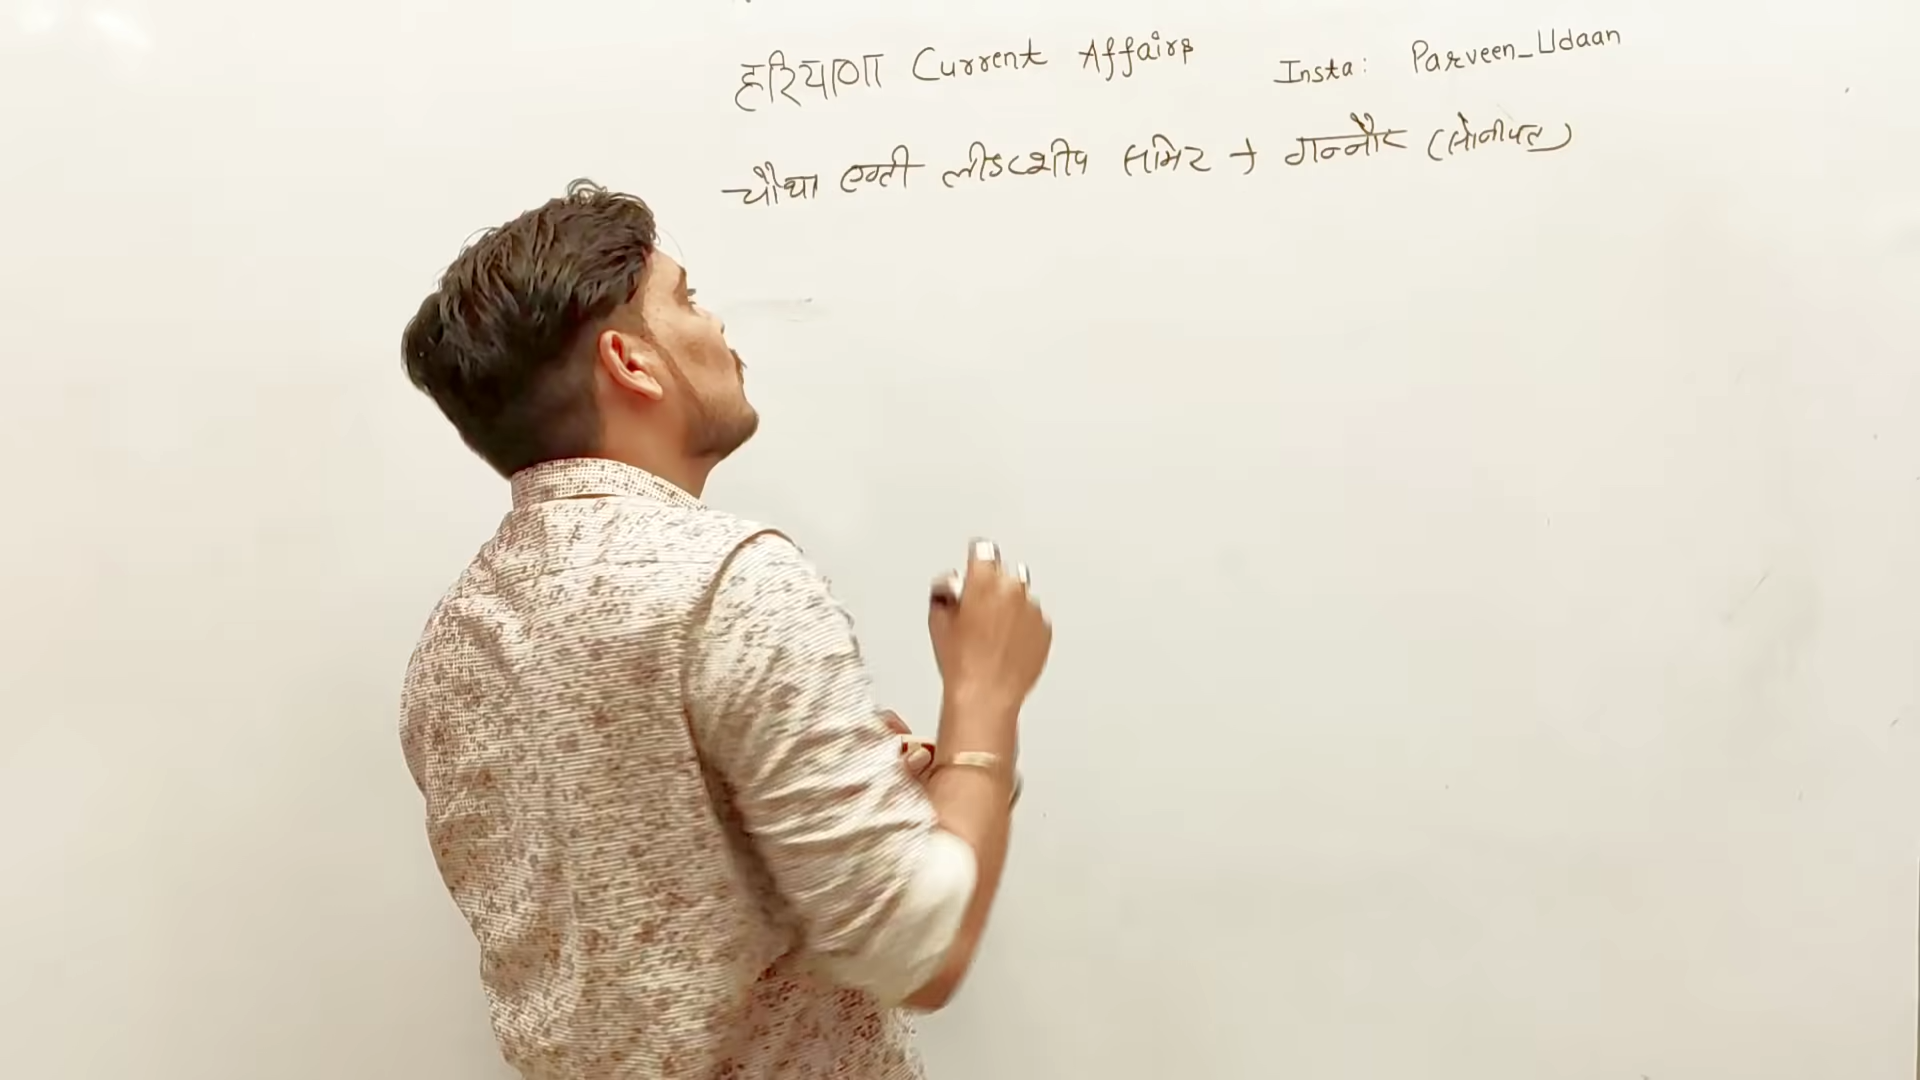 हरियाणा Current Affairs Insta: Parveen_Udaan
चौथा एग्री लीडरशीप समिट → गन्नौर (सोनीपत)